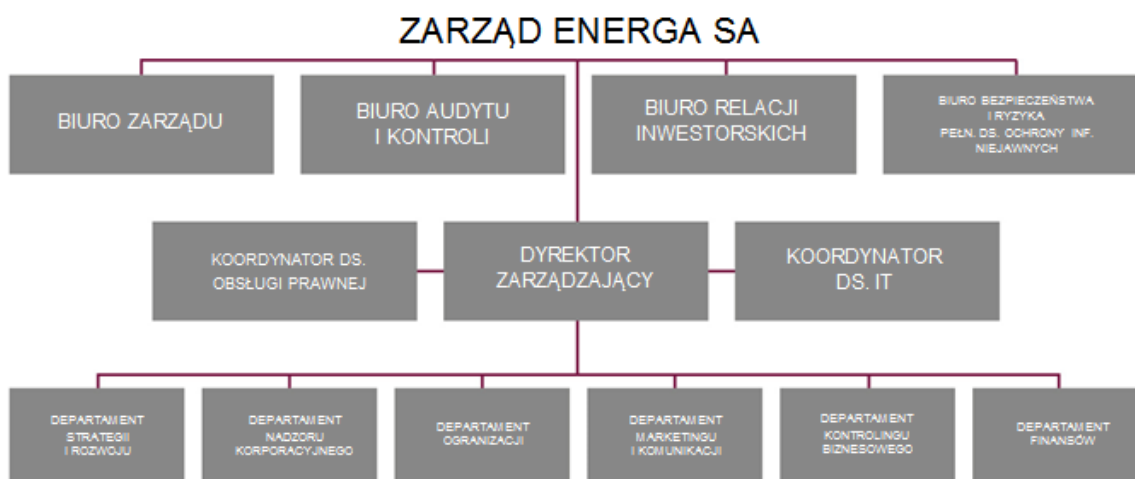 ZARZĄD ENERGA SA
BIURO ZARZĄDU
BIURO AUDYTU
I KONTROLI
BIURO RELACJI
INWESTORSKICH
BIURO BEZPIECZEŃSTWA
I RYZYKA
PEŁN. DS. OCHRONY INF.
NIEJAWNYCH
KOORDYNATOR DS.
OBSŁUGI PRAWNEJ
DYREKTOR
ZARZĄDZAJĄCY
KOORDYNATOR
DS. IT
DEPARTAMENT
STRATEGII
I ROZWOJU
DEPARTAMENT
NADZORU
KORPORACYJNEGO
DEPARTAMENT
OGRANIZACJI
DEPARTAMENT
MARKETINGU
I KOMUNIKACJI
DEPARTAMENT
KONTROLINGU
BIZNESOWEGO
DEPARTAMENT
FINANSÓW